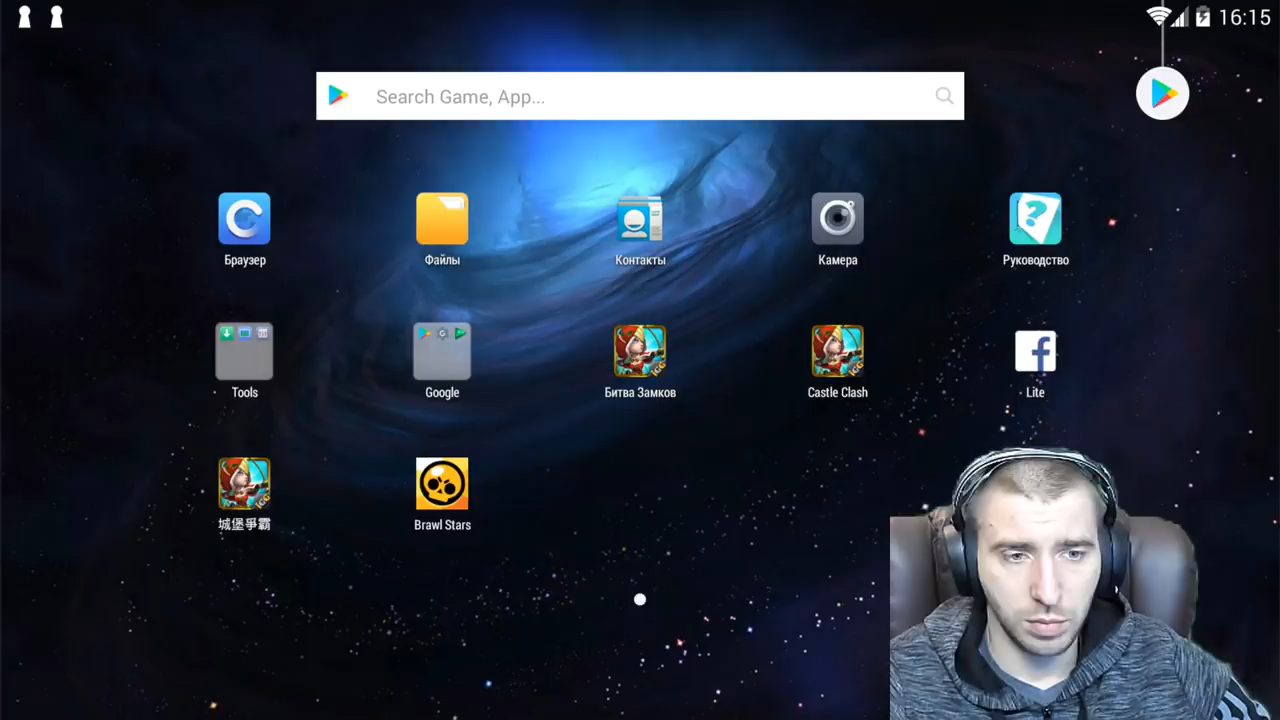 16:15
Search Game, App...
Браузер
Файлы
Контакты
Камера
Руководство
Tools
Google
Битва Замков
Castle Clash
Lite
城堡爭霸
Brawl Stars